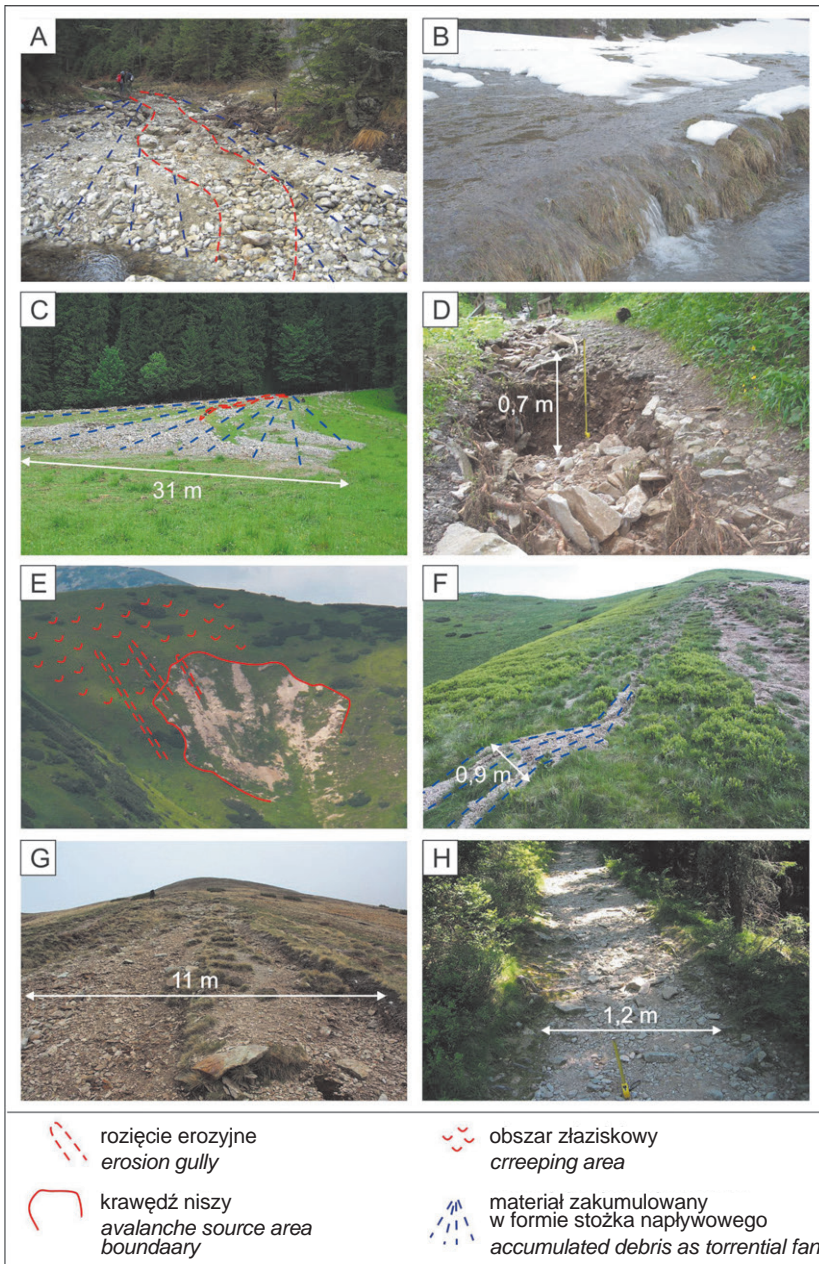 A
B
C
31 m
D
0,7 m
E
F
0,9 m
G
11 m
H
1,2 m
rozięcie erozyjne
erosion gully
obszar złaziskowy
crreeping area
krawędź niszy
avalanche source area
boundaary
materiał zakumulowany
w formie stożka napływowego
accumulated debris as torrential fan